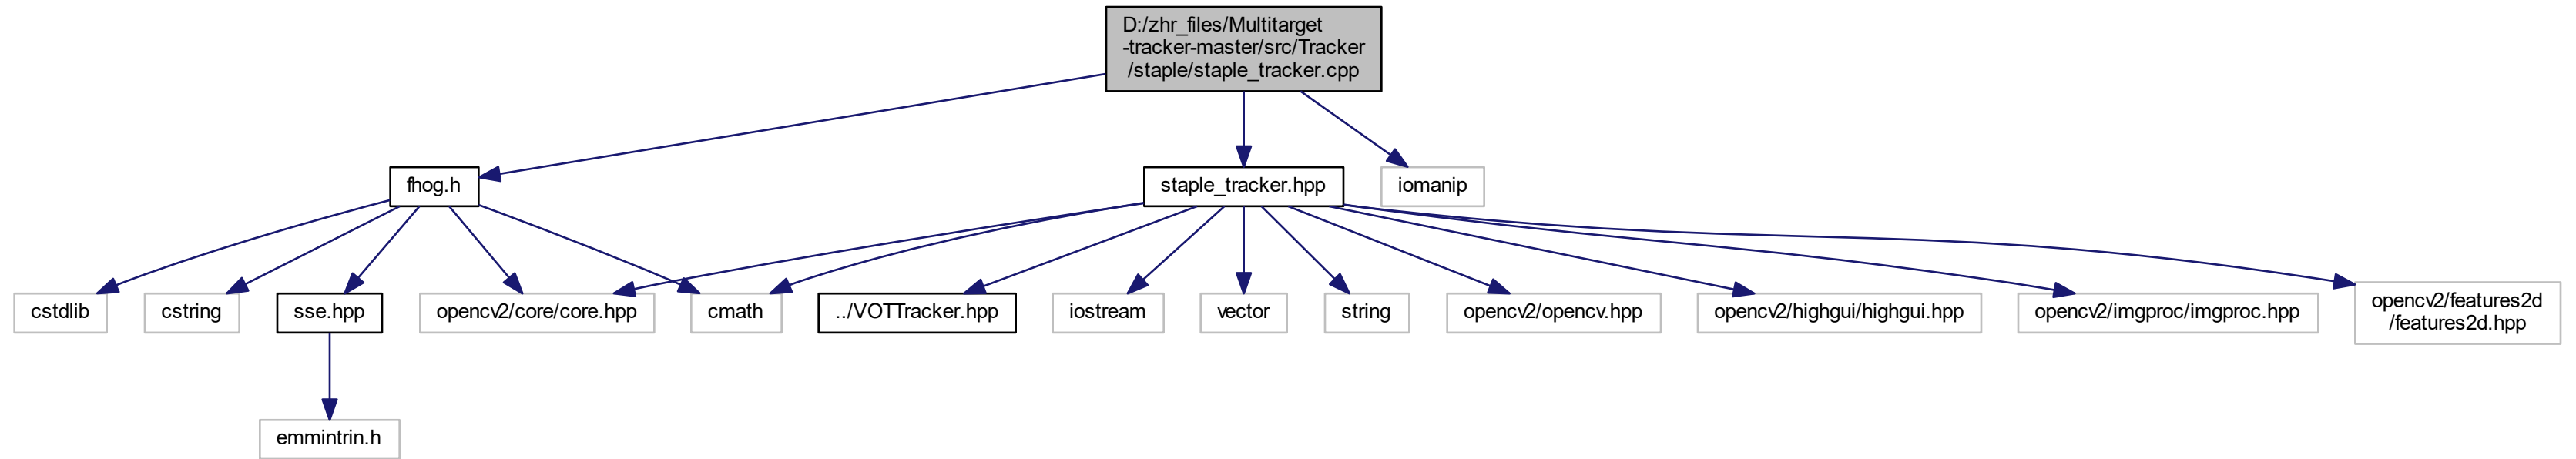 D:/zhr_files/Multitarget
-tracker-master/src/Tracker
/staple/staple_tracker.cpp
fhog.h
staple_tracker.hpp
iomanip
cstdlib
cstring
sse.hpp
opencv2/core/core.hpp
cmath
../VOTTracker.hpp
iostream
vector
string
opencv2/opencv.hpp
opencv2/highgui/highgui.hpp
opencv2/imgproc/imgproc.hpp
opencv2/features2d
/features2d.hpp
emmintrin.h